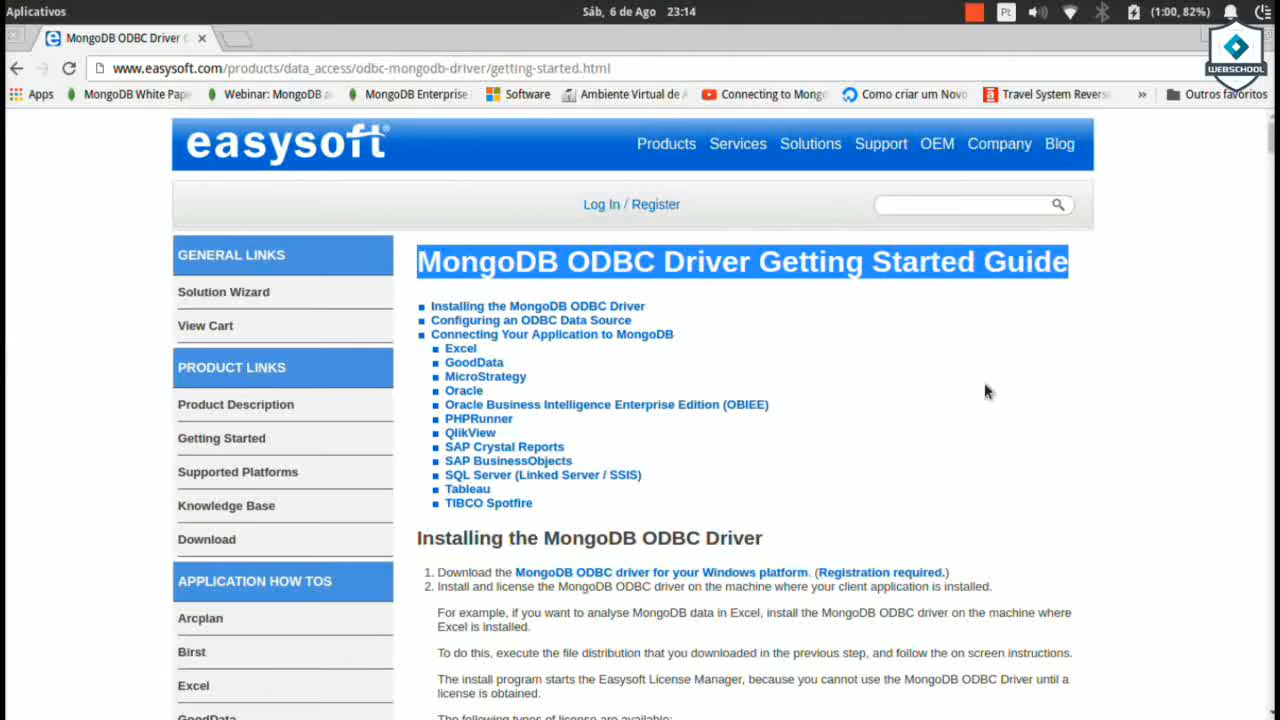 Aplicativos
Sáb, 6 de Ago 23:14
Pt
(1:00, 82%)
MongoDB ODBC Driver
www.easysoft.com/products/data_access/odbc-mongodb-driver/getting-started.html
WEBSCHOOL
Apps
MongoDB White Pap
Webinar: MongoDB a
MongoDB Enterprise
Software
Ambiente Virtual de A
Connecting to Mong
Como criar um Novo
Travel System Revers
»
Outros favoritos
easysoft®
Products Services Solutions Support OEM Company Blog
Log In / Register
GENERAL LINKS
Solution Wizard
View Cart
PRODUCT LINKS
Product Description
Getting Started
Supported Platforms
Knowledge Base
Download
APPLICATION HOW TOS
Arcplan
Birst
Excel
GoodData
MongoDB ODBC Driver Getting Started Guide
Installing the MongoDB ODBC Driver
Configuring an ODBC Data Source
Connecting Your Application to MongoDB
Excel
GoodData
MicroStrategy
Oracle
Oracle Business Intelligence Enterprise Edition (OBIEE)
PHPRunner
QlikView
SAP Crystal Reports
SAP BusinessObjects
SQL Server (Linked Server / SSIS)
Tableau
TIBCO Spotfire
Installing the MongoDB ODBC Driver
1. Download the MongoDB ODBC driver for your Windows platform. (Registration required.)
2. Install and license the MongoDB ODBC driver on the machine where your client application is installed.
For example, if you want to analyse MongoDB data in Excel, install the MongoDB ODBC driver on the machine where
Excel is installed.
To do this, execute the file distribution that you downloaded in the previous step, and follow the on screen instructions.
The install program starts the Easysoft License Manager, because you cannot use the MongoDB ODBC Driver until a
license is obtained.
The following types of license are available: